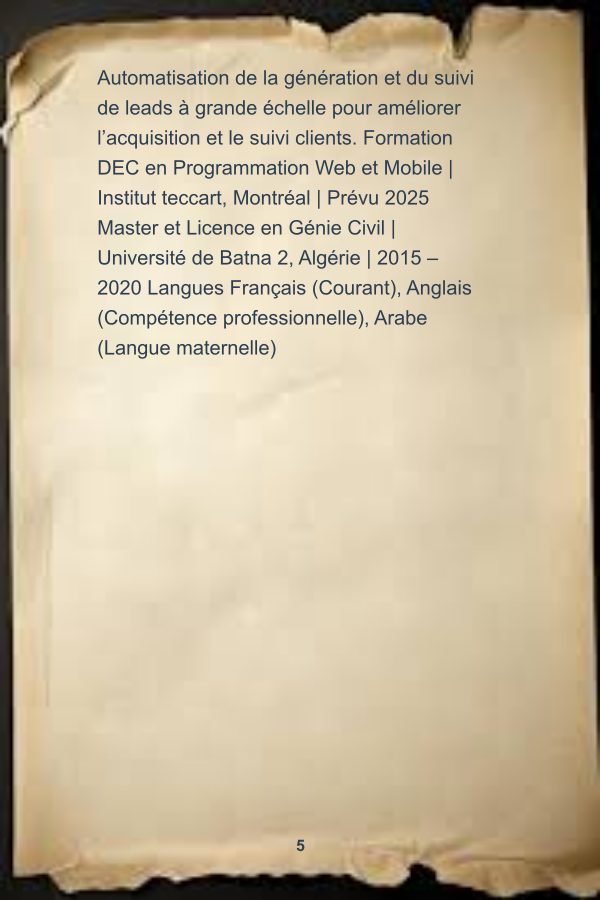 Automatisation de la génération et du suivi
de leads à grande échelle pour améliorer
l’acquisition et le suivi clients. Formation
DEC en Programmation Web et Mobile |
Institut teccart, Montréal | Prévu 2025
Master et Licence en Génie Civil |
Université de Batna 2, Algérie | 2015 –
2020 Langues Français (Courant), Anglais
(Compétence professionnelle), Arabe
(Langue maternelle)
5